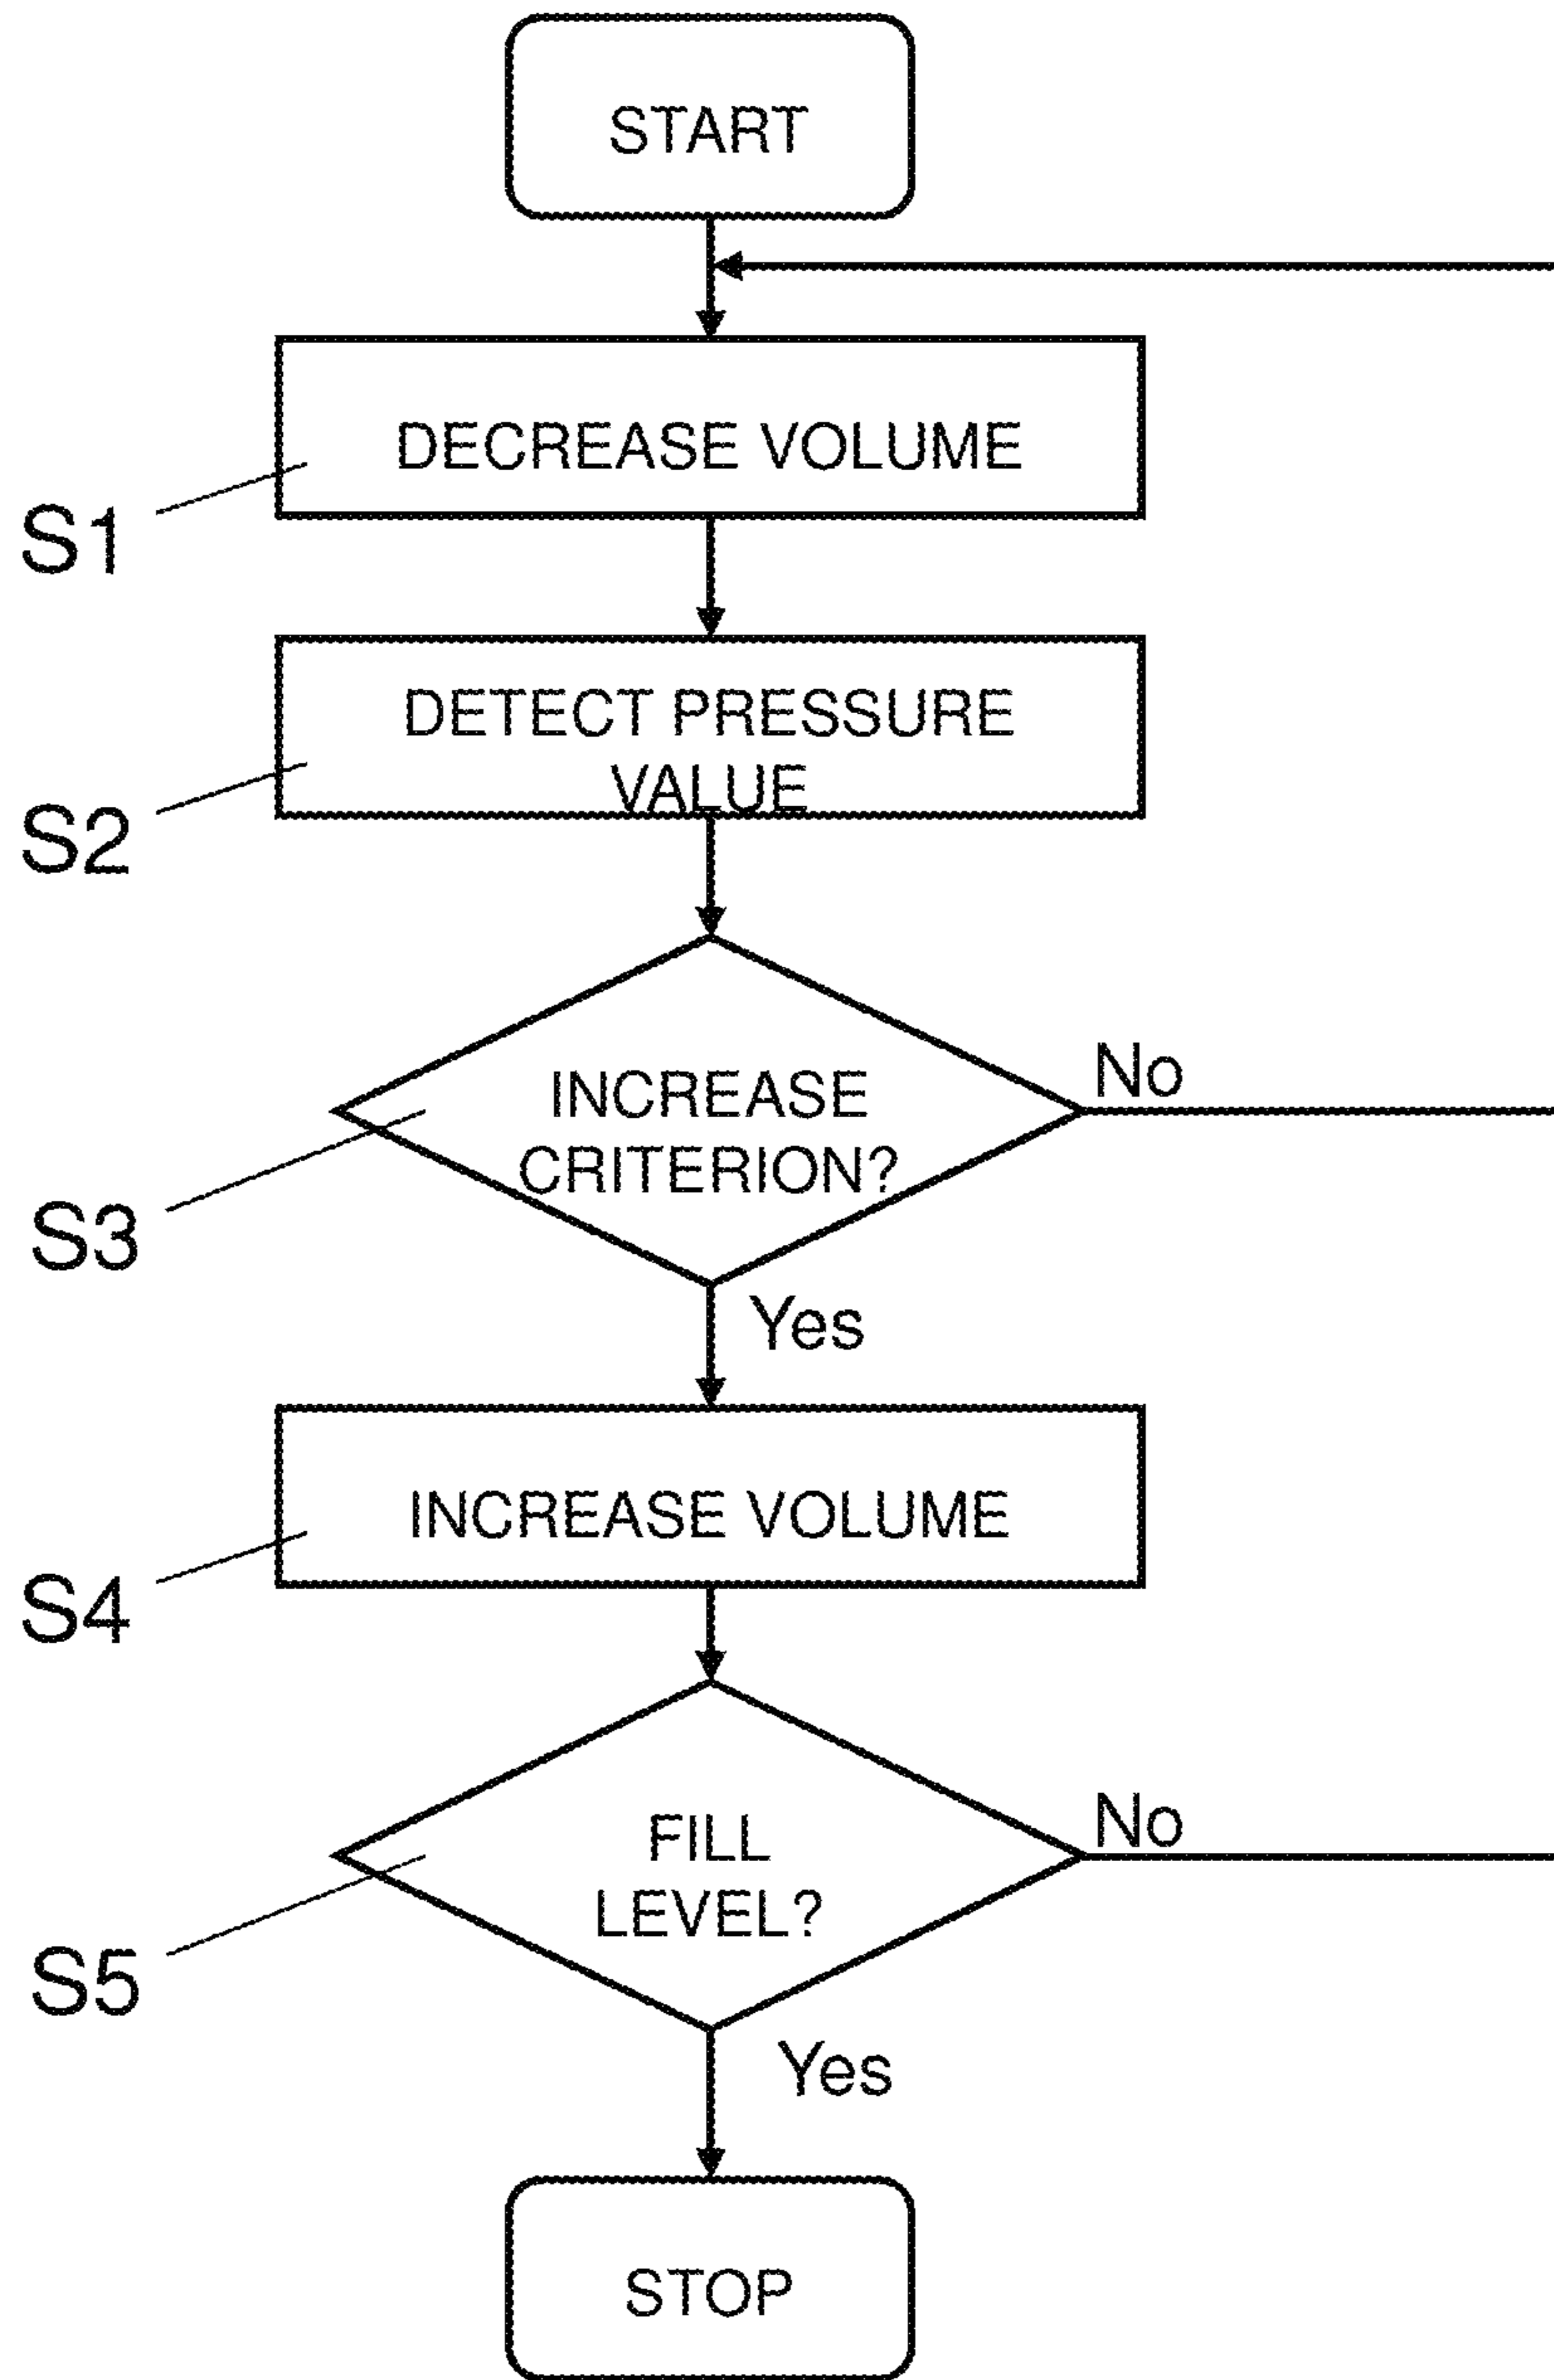 START
DECREASE VOLUME
S1
DETECT PRESSURE
VALUE
S2
INCREASE
CRITERION?
No
S3
Yes
INCREASE VOLUME
S4
FILL
LEVEL?
No
S5
Yes
STOP